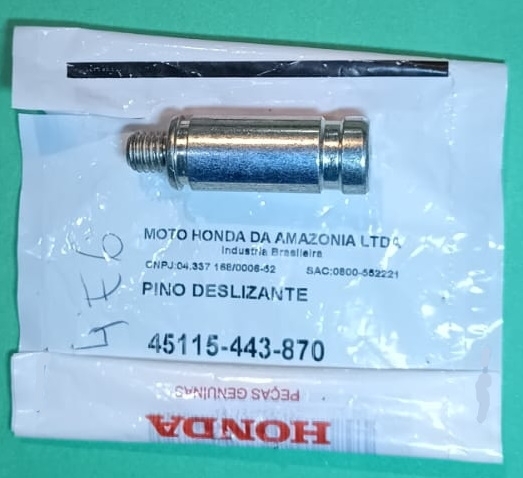 MOTO HONDA DA AMAZONIA LTDA
Industria Brasileira
CNPJ:04.337 168/0006-52 SAC:0800-552221
PINO DESLIZANTE
45115-443-870
PEÇAS GENUINAS
HONDA